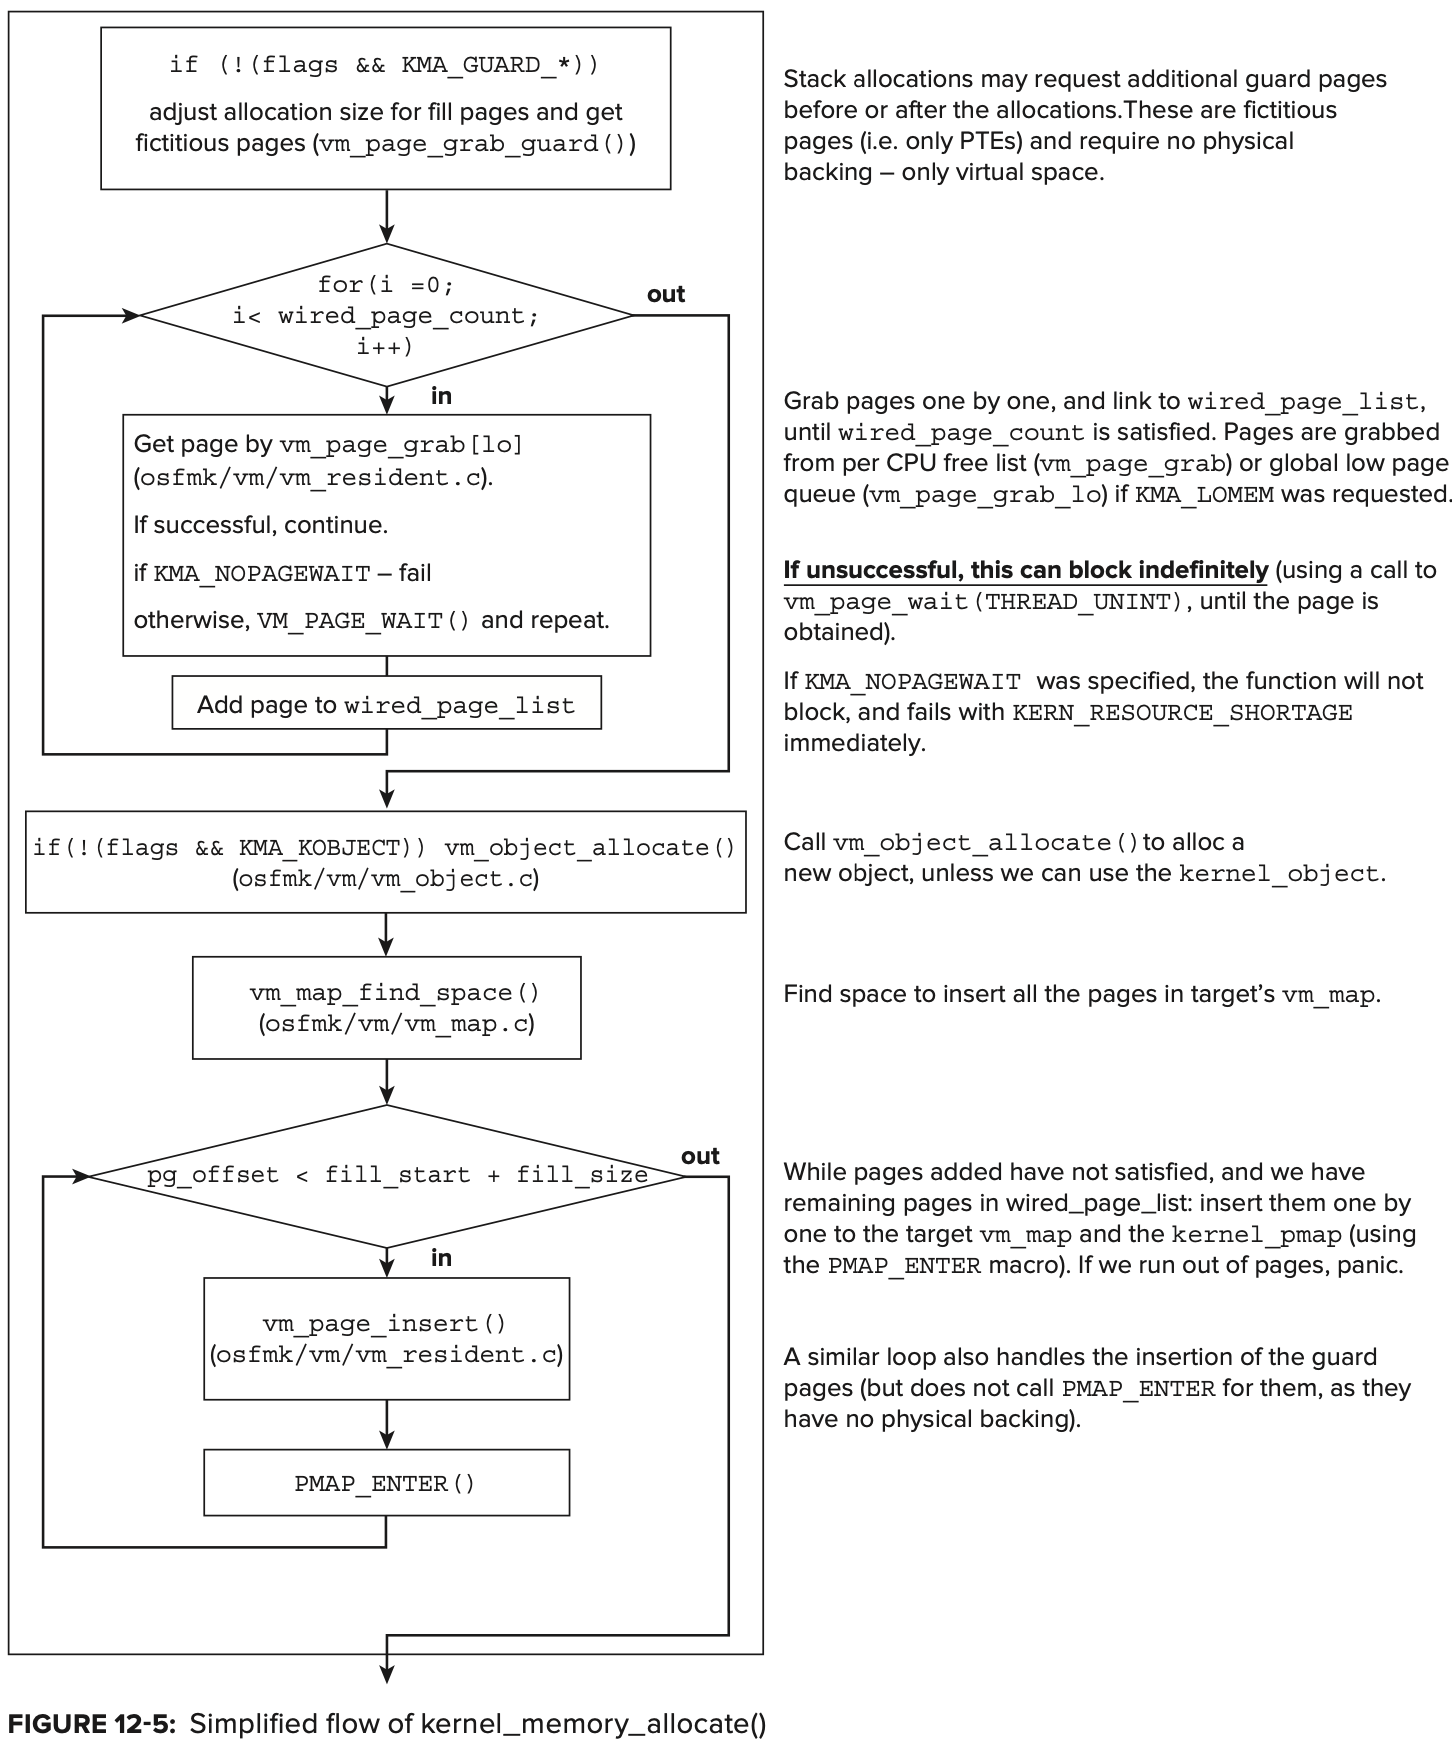 if (!(flags && KMA_GUARD_*))
adjust allocation size for fill pages and get
fictitious pages (vm_page_grab_guard())
Stack allocations may request additional guard pages
before or after the allocations.These are fictitious
pages (i.e. only PTEs) and require no physical
backing – only virtual space.
for(i =0;
i< wired_page_count;
i++)
out
in
Get page by vm_page_grab[lo]
(osfmk/vm/vm_resident.c).
If successful, continue.
if KMA_NOPAGEWAIT – fail
otherwise, VM_PAGE_WAIT() and repeat.
Add page to wired_page_list
Grab pages one by one, and link to wired_page_list,
until wired_page_count is satisfied. Pages are grabbed
from per CPU free list (vm_page_grab) or global low page
queue (vm_page_grab_lo) if KMA_LOMEM was requested.
If unsuccessful, this can block indefinitely (using a call to
vm_page_wait(THREAD_UNINT), until the page is
obtained).
If KMA_NOPAGEWAIT was specified, the function will not
block, and fails with KERN_RESOURCE_SHORTAGE
immediately.
if(!(flags && KMA_KOBJECT)) vm_object_allocate()
(osfmk/vm/vm_object.c)
Call vm_object_allocate() to alloc a
new object, unless we can use the kernel_object.
vm_map_find_space()
(osfmk/vm/vm_map.c)
Find space to insert all the pages in target’s vm_map.
pg_offset < fill_start + fill_size
out
in
vm_page_insert()
(osfmk/vm/vm_resident.c)
PMAP_ENTER()
While pages added have not satisfied, and we have
remaining pages in wired_page_list: insert them one by
one to the target vm_map and the kernel_pmap (using
the PMAP_ENTER macro). If we run out of pages, panic.
A similar loop also handles the insertion of the guard
pages (but does not call PMAP_ENTER for them, as they
have no physical backing).
FIGURE 12-5: Simplified flow of kernel_memory_allocate()